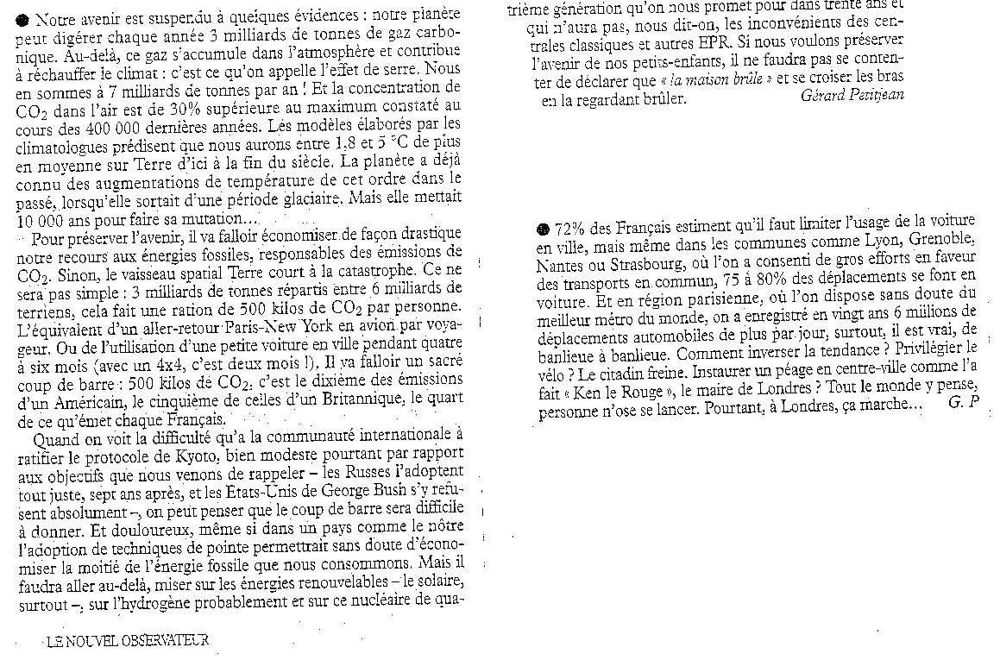 ● Notre avenir est suspendu à quelques évidences : notre planète
peut digérer chaque année 3 milliards de tonnes de gaz carbo-
nique. Au-delà, ce gaz s'accumule dans l'atmosphère et contribue
à réchauffer le climat : c'est ce qu'on appelle l'effet de serre. Nous
en sommes à 7 milliards de tonnes par an ! Et la concentration de
CO2 dans l'air est de 30% supérieure au maximum constaté au
cours des 400 000 dernières années. Les modèles élaborés par les
climatologues prédisent que nous aurons entre 1,8 et 5 °C de plus
en moyenne sur Terre d'ici à la fin du siècle. La planète a déjà
connu des augmentations de température de cet ordre dans le
passé, lorsqu'elle sortait d'une période glaciaire. Mais elle mettait
10 000 ans pour faire sa mutation...
Pour préserver l'avenir, il va falloir économiser de façon drastique
notre recours aux énergies fossiles, responsables des émissions de
CO2. Sinon, le vaisseau spatial Terre court à la catastrophe. Ce ne
sera pas simple : 3 milliards de tonnes répartis entre 6 milliards de
terriens, cela fait une ration de 500 kilos de CO2 par personne.
L'équivalent d'un aller-retour Paris-New York en avion par voya-
geur. Ou de l'utilisation d'une petite voiture en ville pendant quatre
à six mois (avec un 4x4, c'est deux mois !). Il va falloir un sacré
coup de barre : 500 kilos de CO2, c'est le dixième des émissions
d'un Américain, le cinquième de celles d'un Britannique, le quart
de ce qu'émet chaque Français.
Quand on voit la difficulté qu'a la communauté internationale à
ratifier le protocole de Kyoto, bien modeste pourtant par rapport
aux objectifs que nous venons de rappeler – les Russes l'adoptent
tout juste, sept ans après, et les Etats-Unis de George Bush s'y refu-
sent absolument –, on peut penser que le coup de barre sera difficile
à donner. Et douloureux, même si dans un pays comme le nôtre
l'adoption de techniques de pointe permettrait sans doute d'écono-
miser la moitié de l'énergie fossile que nous consommons. Mais il
faudra aller au-delà, miser sur les énergies renouvelables – le solaire,
surtout –, sur l'hydrogène probablement et sur ce nucléaire de qua-
LE NOUVEL OBSERVATEUR
trième génération qu'on nous promet pour dans trente ans et
qui n'aura pas, nous dit-on, les inconvénients des cen-
trales classiques et autres EPR. Si nous voulons préserver
l'avenir de nos petits-enfants, il ne faudra pas se conten-
ter de déclarer que « la maison brûle » et se croiser les bras
en la regardant brûler. Gérard Petitjean
● 72% des Français estiment qu'il faut limiter l'usage de la voiture
en ville, mais même dans les communes comme Lyon, Grenoble,
Nantes ou Strasbourg, où l'on a consenti de gros efforts en faveur
des transports en commun, 75 à 80% des déplacements se font en
voiture. Et en région parisienne, où l'on dispose sans doute du
meilleur métro du monde, on a enregistré en vingt ans 6 millions de
déplacements automobiles de plus par jour, surtout, il est vrai, de
banlieue à banlieue. Comment inverser la tendance ? Privilégier le
vélo ? Le citadin freine. Instaurer un péage en centre-ville comme l'a
fait « Ken le Rouge », le maire de Londres ? Tout le monde y pense,
personne n'ose se lancer. Pourtant, à Londres, ça marche... G. P